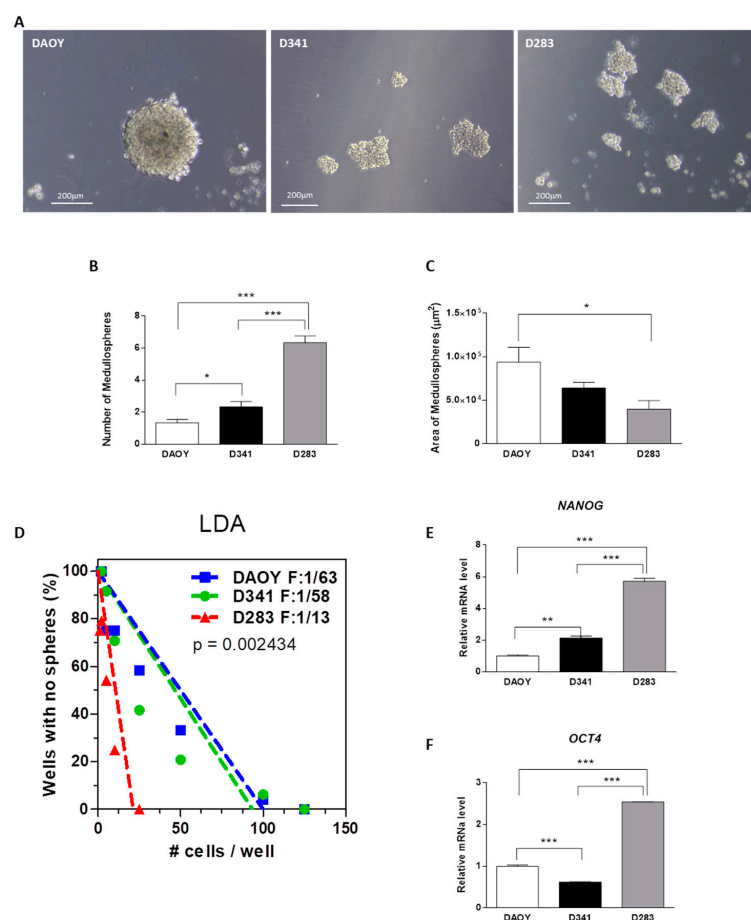 A
DAOY
D341
D283
200µm
200µm
200µm
B
Number of Medullospheres
8
6
4
2
0
***
***
*
DAOY
D341
D283
C
Area of Medullospheres (µm²)
1.5×10⁵
1.0×10⁵
5.0×10⁴
0
*
DAOY
D341
D283
D
LDA
Wells with no spheres (%)
100
80
60
40
20
0
DAOY F:1/63
D341 F:1/58
D283 F:1/13
p = 0.002434
0
50
100
150
# cells / well
E
NANOG
Relative mRNA level
8
6
4
2
0
***
***
**
DAOY
D341
D283
F
OCT4
Relative mRNa level
3
2
1
0
***
***
***
DAOY
D341
D283